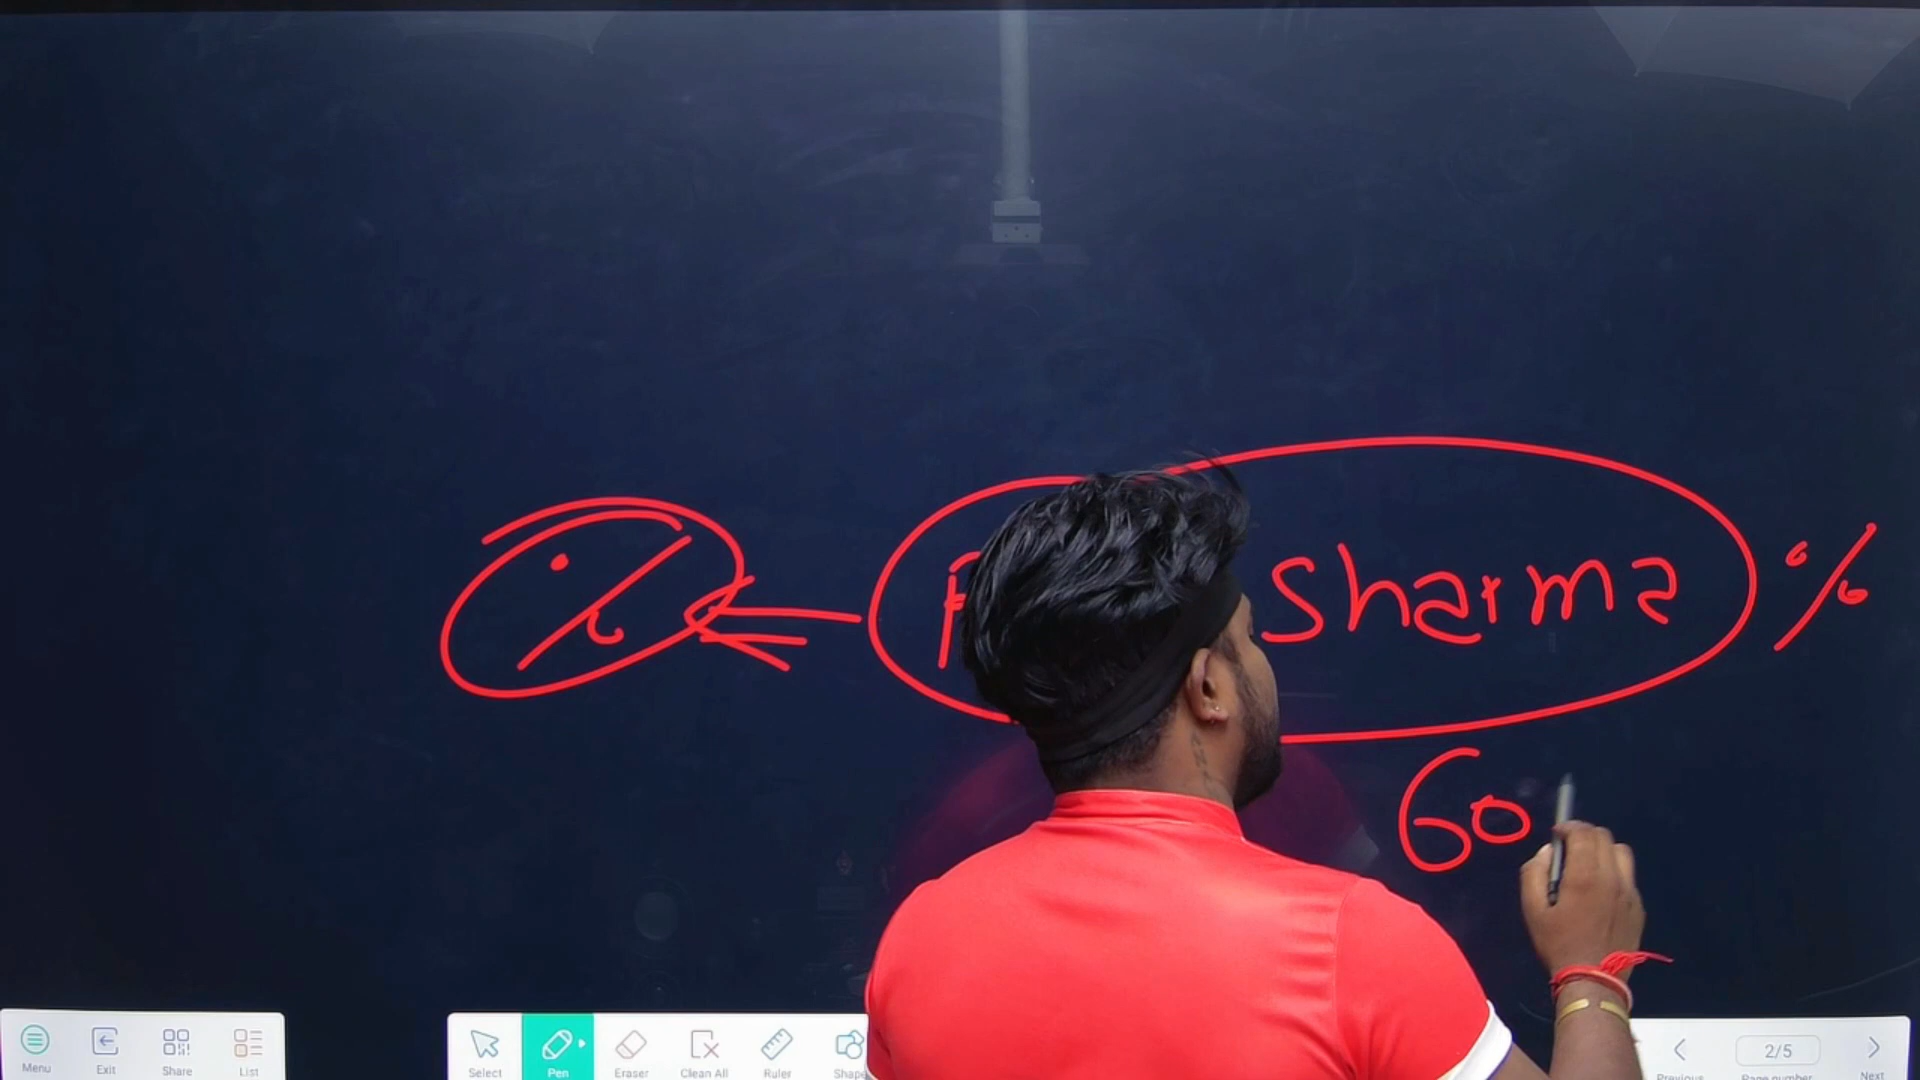 % Sharma %
60
Menu Exit Share List Select Pen Eraser Clean All Ruler 2/5 Next